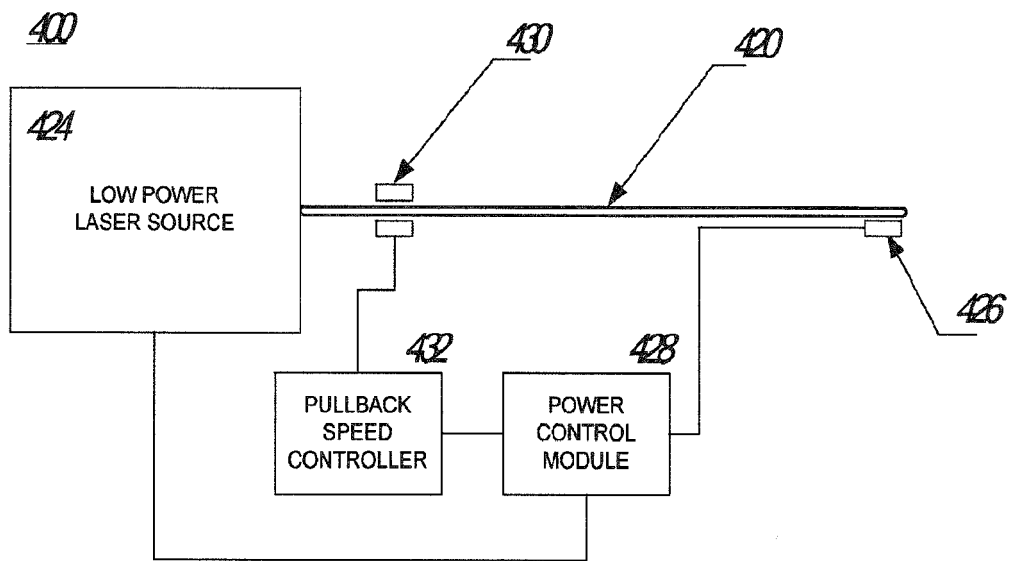 400
430
420
424
LOW POWER
LASER SOURCE
426
432
428
PULLBACK
SPEED
CONTROLLER
POWER
CONTROL
MODULE